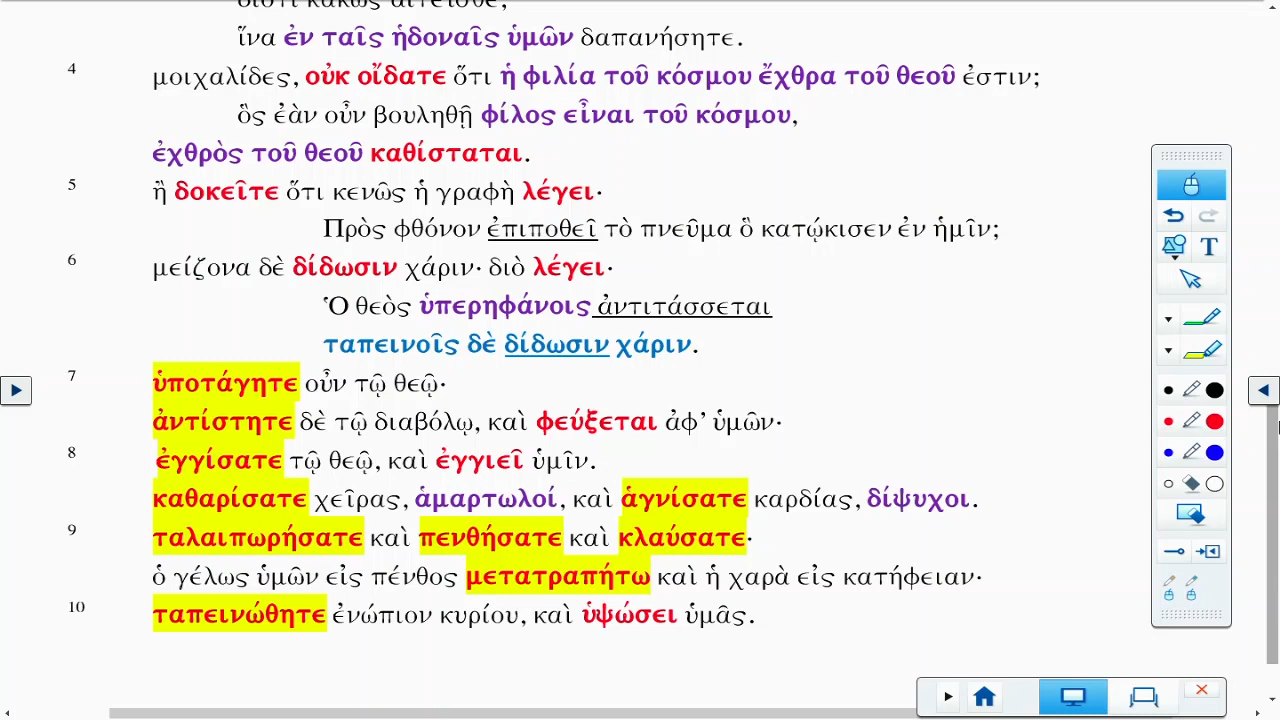 διότι κακῶς αἰτεῖσθε,
ἵνα ἐν ταῖς ἡδοναῖς ὑμῶν δαπανήσητε.
4 μοιχαλίδες, οὐκ οἴδατε ὅτι ἡ φιλία τοῦ κόσμου ἔχθρα τοῦ θεοῦ ἐστιν;
ὃς ἐὰν οὖν βουληθῇ φίλος εἶναι τοῦ κόσμου,
ἐχθρὸς τοῦ θεοῦ καθίσταται.
5 ἢ δοκεῖτε ὅτι κενῶς ἡ γραφὴ λέγει·
Πρὸς φθόνον ἐπιποθεῖ τὸ πνεῦμα ὃ κατῴκισεν ἐν ἡμῖν;
6 μείζονα δὲ δίδωσιν χάριν· διὸ λέγει·
Ὁ θεὸς ὑπερηφάνοις ἀντιτάσσεται
ταπεινοῖς δὲ δίδωσιν χάριν.
7 ὑποτάγητε οὖν τῷ θεῷ·
ἀντίστητε δὲ τῷ διαβόλῳ, καὶ φεύξεται ἀφ’ ὑμῶν·
8 ἐγγίσατε τῷ θεῷ, καὶ ἐγγιεῖ ὑμῖν.
καθαρίσατε χεῖρας, ἁμαρτωλοί, καὶ ἁγνίσατε καρδίας, δίψυχοι.
9 ταλαιπωρήσατε καὶ πενθήσατε καὶ κλαύσατε·
ὁ γέλως ὑμῶν εἰς πένθος μετατραπήτω καὶ ἡ χαρὰ εἰς κατήφειαν·
10 ταπεινώθητε ἐνώπιον κυρίου, καὶ ὑψώσει ὑμᾶς.
T